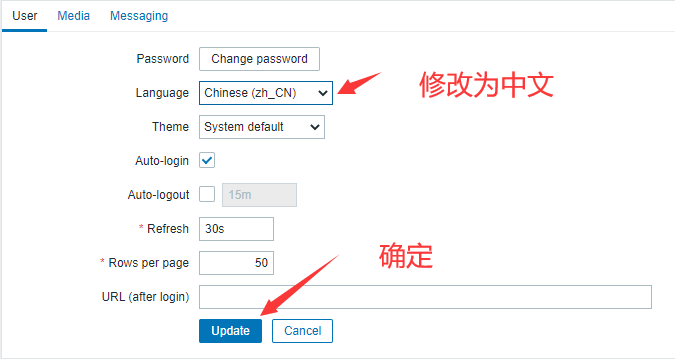 User Media Messaging
Password Change password
Language Chinese (zh_CN) 修改为中文
Theme System default
Auto-login
Auto-logout 15m
* Refresh 30s
* Rows per page 50
确定
URL (after login)
Update Cancel